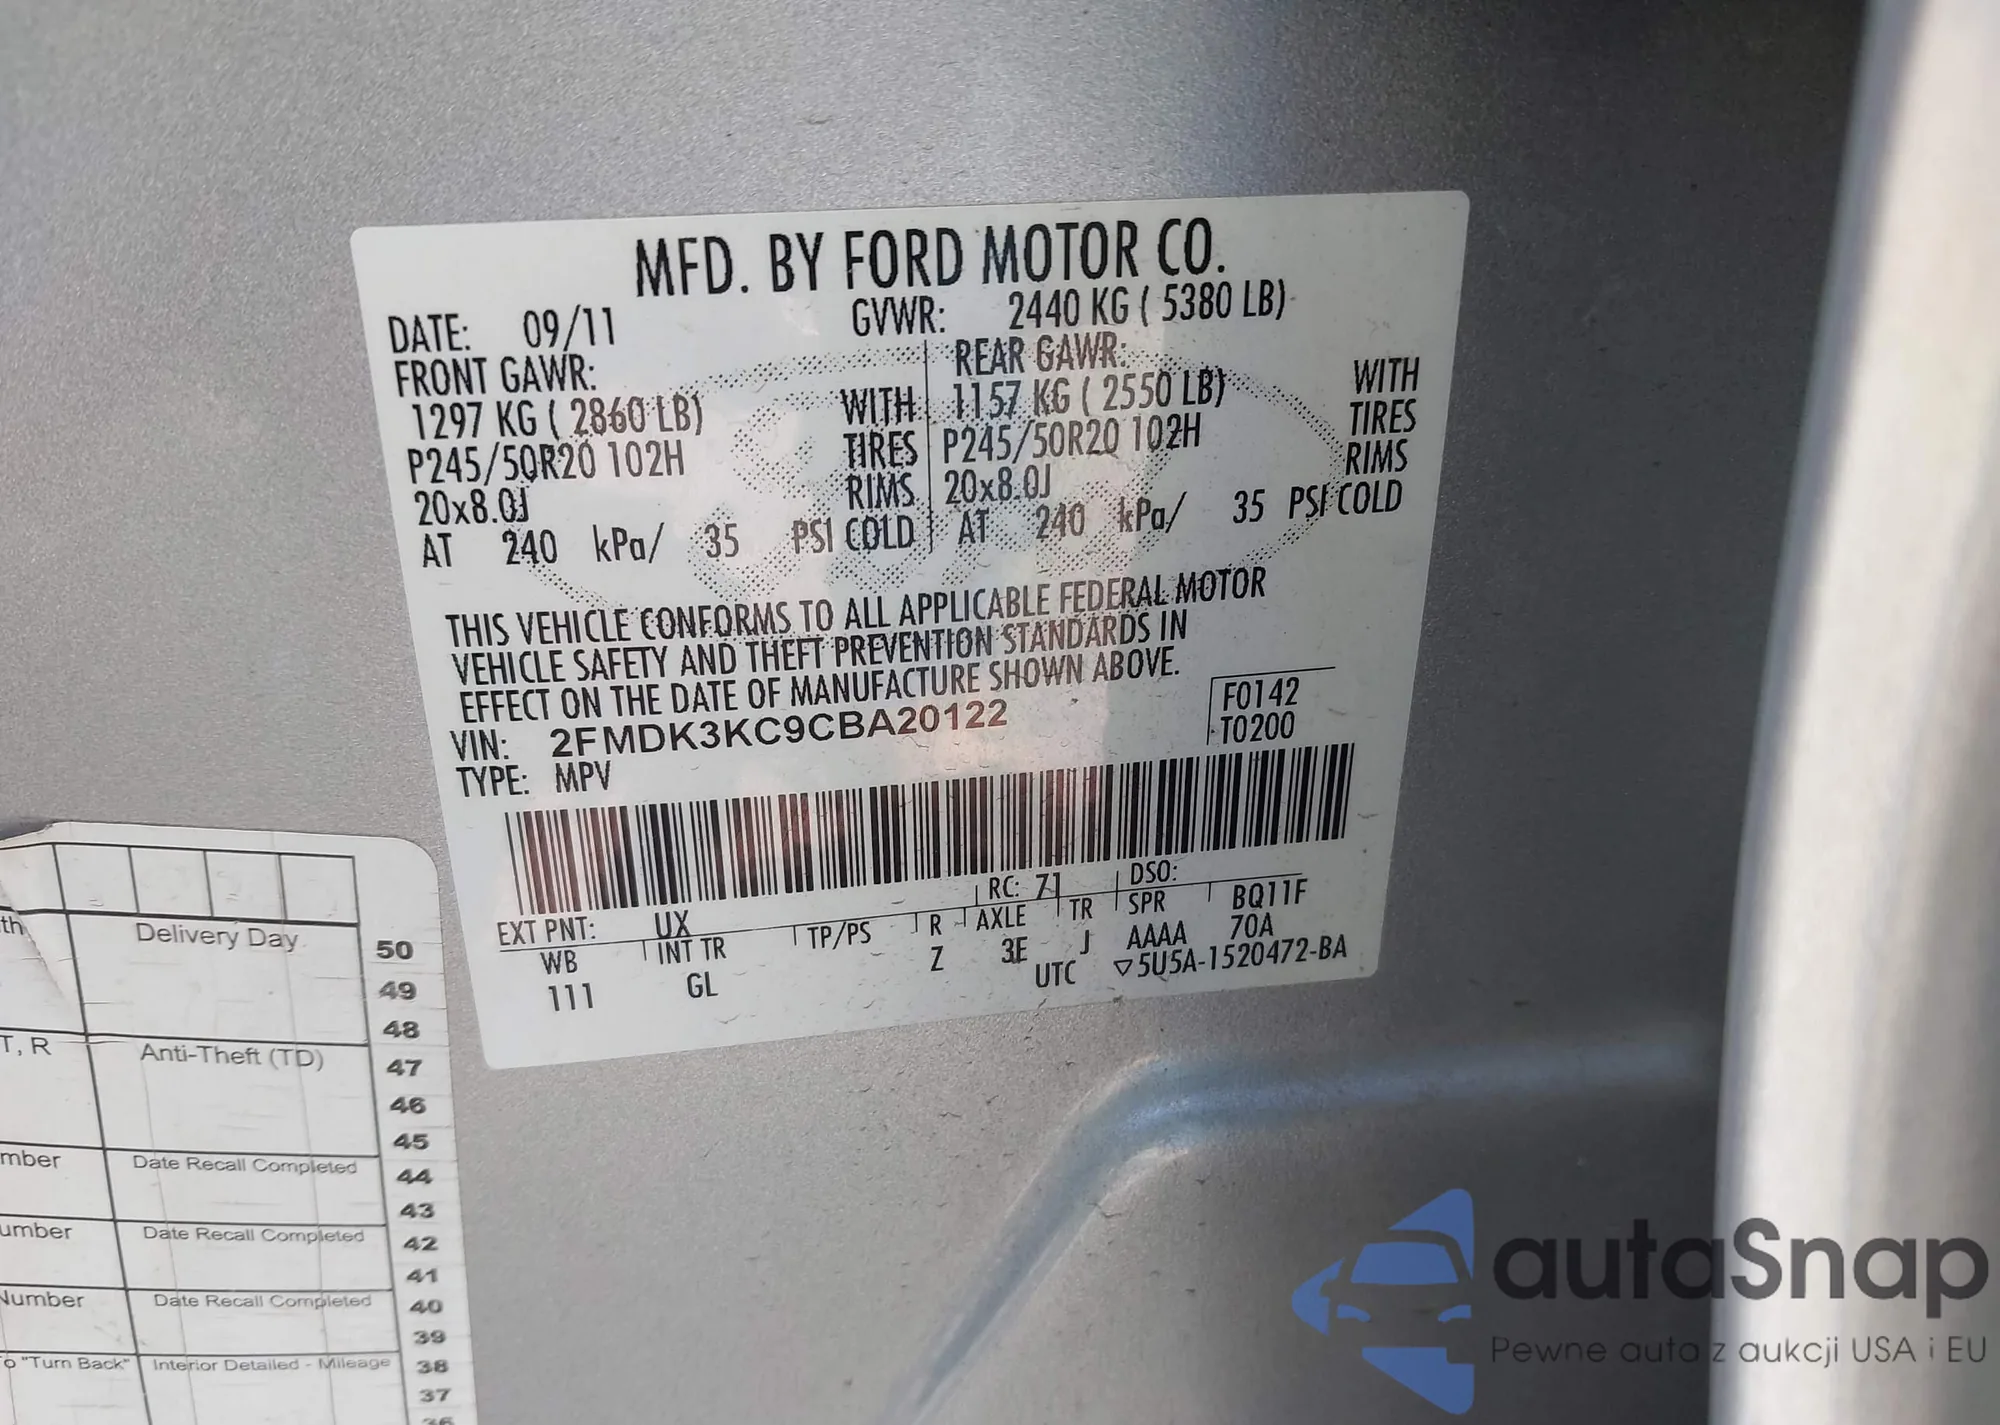 MFD. BY FORD MOTOR CO.
DATE: 09/11 GVWR: 2440 KG ( 5380 LB)
FRONT GAWR: REAR GAWR:
1297 KG ( 2860 LB) WITH 1157 KG ( 2550 LB) WITH
P245/50R20 102H TIRES P245/50R20 102H TIRES
20x8.0J RIMS 20x8.0J RIMS
AT 240 kPa/ 35 PSI COLD AT 240 kPa/ 35 PSI COLD
THIS VEHICLE CONFORMS TO ALL APPLICABLE FEDERAL MOTOR
VEHICLE SAFETY AND THEFT PREVENTION STANDARDS IN
EFFECT ON THE DATE OF MANUFACTURE SHOWN ABOVE.
VIN: 2FMDK3KC9CBA20122
F0142
T0200
TYPE: MPV
RC: 71 DSO:
EXT PNT: UX
WB INT TR TP/PS R AXLE TR SPR BQ11F
111 GL Z 3E J AAAA 70A
UTC ▽5U5A-1520472-BA
Delivery Day
T, R Anti-Theft (TD)
mber Date Recall Completed
umber Date Recall Completed
Number Date Recall Completed
o "Turn Back" Interior Detailed - Mileage
50
49
48
47
46
45
44
43
42
41
40
39
38
37
36
autaSnap
Pewne auta z aukcji USA i EU